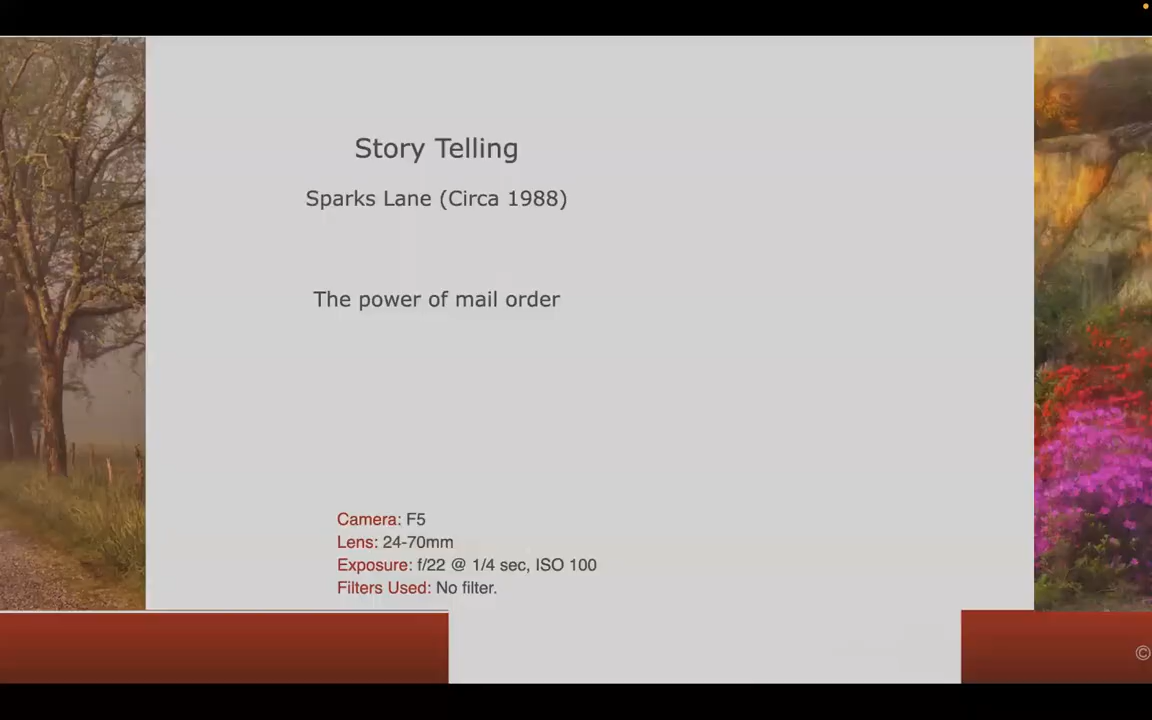 Story Telling
Sparks Lane (Circa 1988)
The power of mail order
Camera: F5
Lens: 24-70mm
Exposure: f/22 @ 1/4 sec, ISO 100
Filters Used: No filter.
©